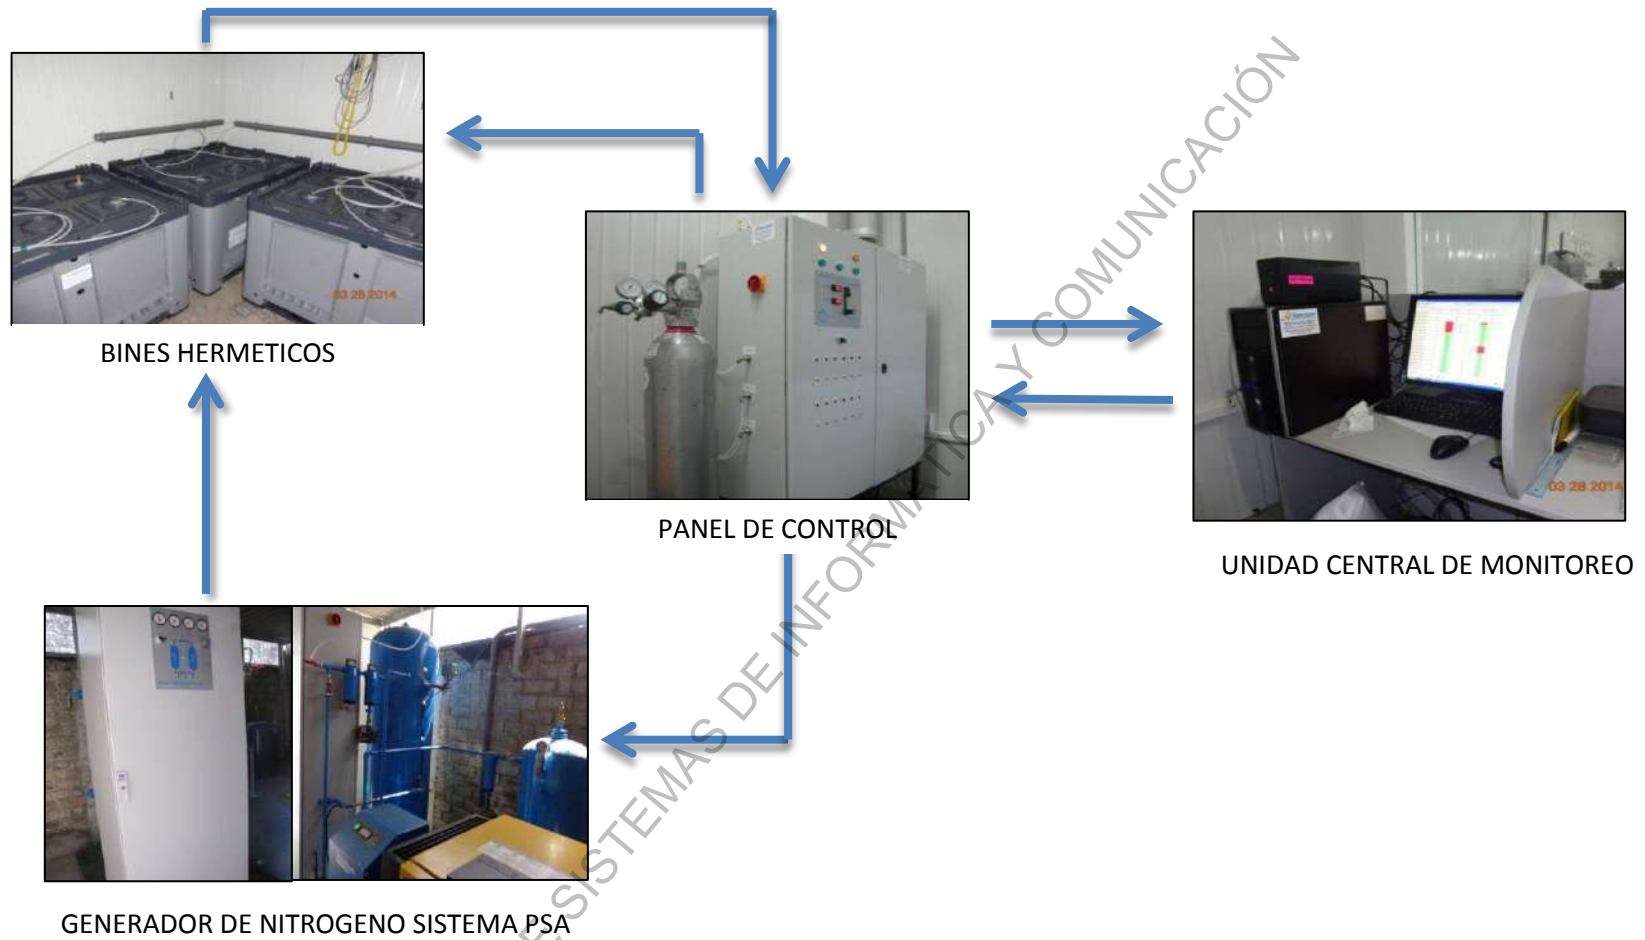 BINES HERMETICOS
03 28 2014
PANEL DE CONTROL
03 28 2014
UNIDAD CENTRAL DE MONITOREO
GENERADOR DE NITROGENO SISTEMA PSA
SISTEMAS DE INFORMATICA Y COMUNICACIÓN